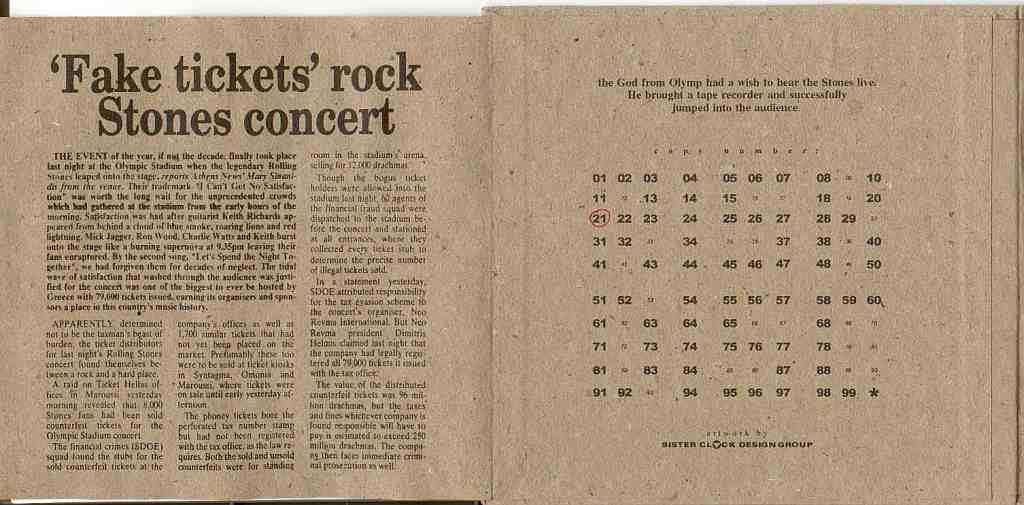 'Fake tickets' rock
Stones concert
THE EVENT of the year, if not the decade, finally took place
last night at the Olympic Stadium when the legendary Rolling
Stones leaped onto the stage, reports Athens News' Mary
from the venue. Their trademark "I Can't Get No Satisfac-
tion" was worth the long wait for the unprecedented crowds
which had gathered at the stadium from the early hours of the
morning. Satisfaction was had after guitarist Keith Richards ap-
peared from behind a cloud of blue smoke, roaring lions and red
lightning. Mick Jagger, Ron Wood, Charlie Watts and Keith burst
onto the stage like a burning supernova at 9.35pm leaving their
fans enraptured. By the second song, "Let's Spend the Night To-
gether", we had forgiven them for decades of neglect. The tidal
wave of satisfaction that washed through the audience was justi-
fied for the concert was one of the biggest to ever be hosted by
Greece with 79,000 tickets issued, earning its organisers and spon-
sors a place in this country's music history.
APPARENTLY determined
not to be the taxman's beast of
burden, the ticket distributors
for last night's Rolling Stones
concert found themselves be-
tween a rock and a hard place.
A raid on Ticket Hellas of-
fices in Maroussi yesterday
morning revealed that 8,000
Stones fans had been sold
counterfeit tickets for the
Olympic Stadium concert.
The financial crimes (SDOE)
squad found the stubs for the
sold counterfeit tickets at the
company's offices as well as
1,700 similar tickets that had
not yet been placed on the
market. Presumably these too
were to be sold at ticket kiosks
in Syntagma, Omonia and
Maroussi, where tickets were
on sale until early yesterday af-
ternoon.
The phoney tickets bore the
perforated tax number stamp
but had not been registered
with the tax office, as the law re-
quires. Both the sold and unsold
counterfeits were for standing
room in the stadium's arena,
selling for 12,000 drachmas.
Though the bogus ticket
holders were allowed into the
stadium last night, 60 agents of
the financial fraud squad were
dispatched to the stadium be-
fore the concert and stationed
at all entrances, where they
collected every ticket stub to
determine the precise number
of illegal tickets sold.
In a statement yesterday,
SDOE attributed responsibility
for the tax evasion scheme to
the concert's organiser, Neo
Revma International. But Neo
Revma president Dimitris
Helmis claimed last night that
the company had legally regis-
tered all 79,000 tickets it issued
with the tax office.
The value of the distributed
counterfeit tickets was 96 mil-
lion drachmas, but the taxes
and fines whichever company is
found responsible will have to
pay is estimated to exceed 250
million drachmas. The compa-
ny then faces immediate crimi-
nal prosecution as well.
the God from Olymp had a wish to hear the Stones live.
He brought a tape recorder and successfully
jumped into the audience
copy number:
01 02 03 04 05 06 07 08 10
11 13 14 15 18 20
21 22 23 24 25 26 27 28 29
31 32 34 37 38 40
41 43 44 45 46 47 48 50
51 52 54 55 56 57 58 59 60
61 63 64 65 68
71 73 74 75 76 77 78
81 83 84 87 88
91 92 94 95 96 97 98 99 *
artwork by
SISTER CLOCK DESIGN GROUP